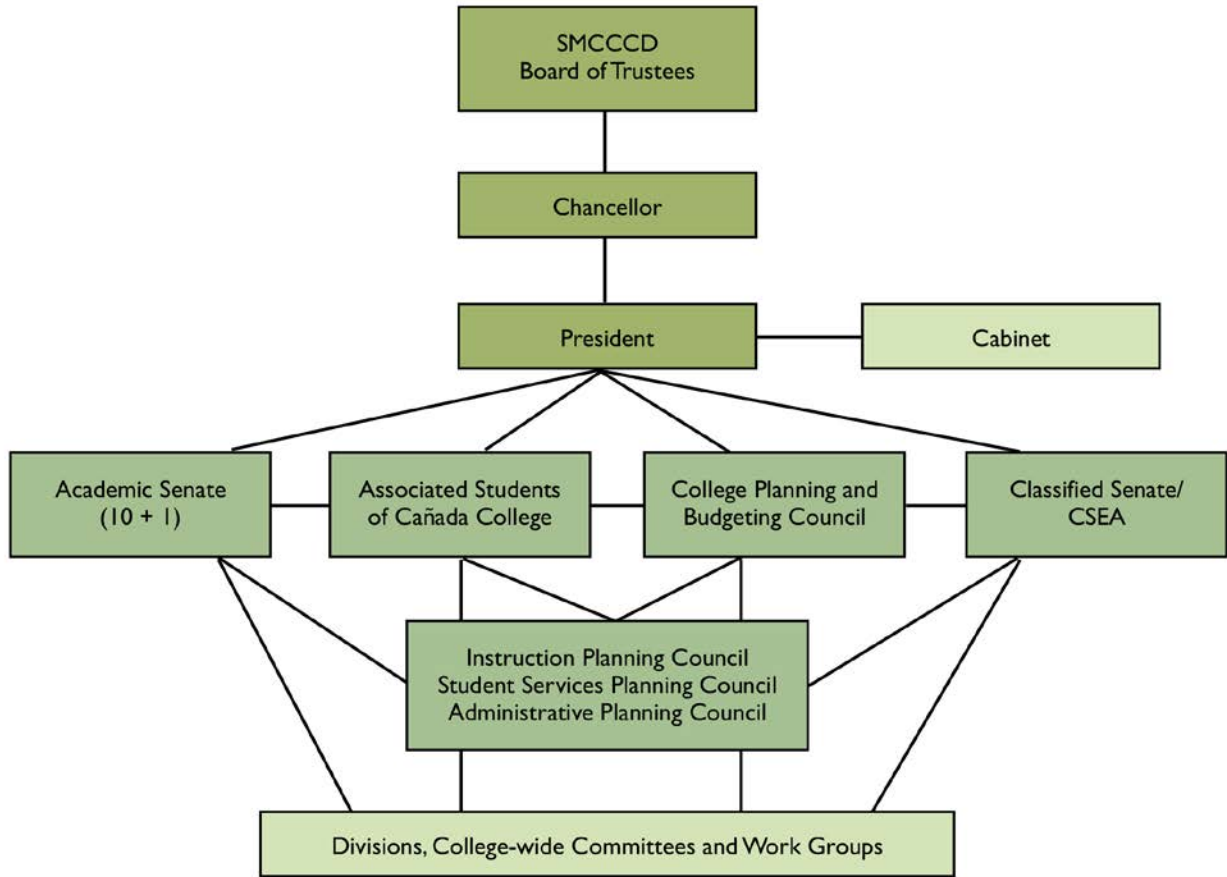 SMCCCD
Board of Trustees
Chancellor
President
Cabinet
Academic Senate
(10 + 1)
Associated Students
of Cañada College
College Planning and
Budgeting Council
Classified Senate/
CSEA
Instruction Planning Council
Student Services Planning Council
Administrative Planning Council
Divisions, College-wide Committees and Work Groups